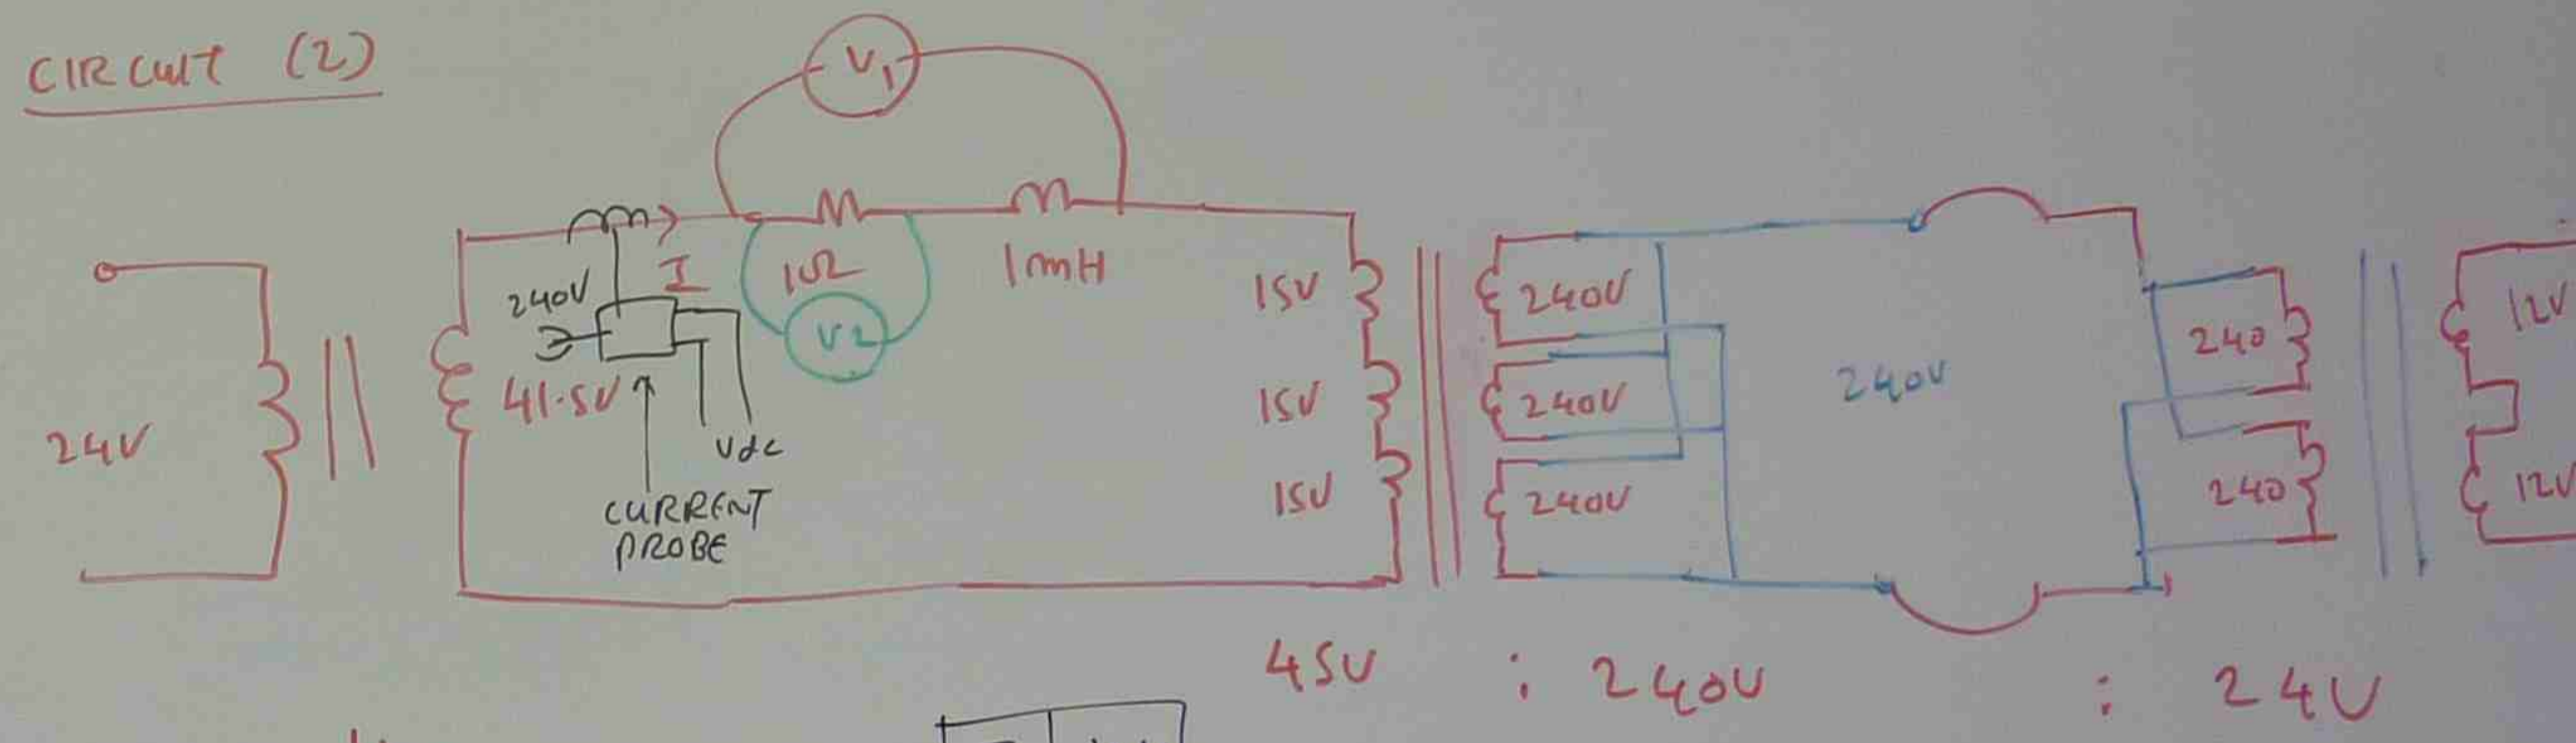 CIRCUIT (2)
V1
24V
240V
41.5V
I
1Ω
V2
1mH
Vdc
CURRENT
PROBE
15V
15V
15V
240V
240V
240V
240V
240
240
12V
12V
45V : 240V : 24V